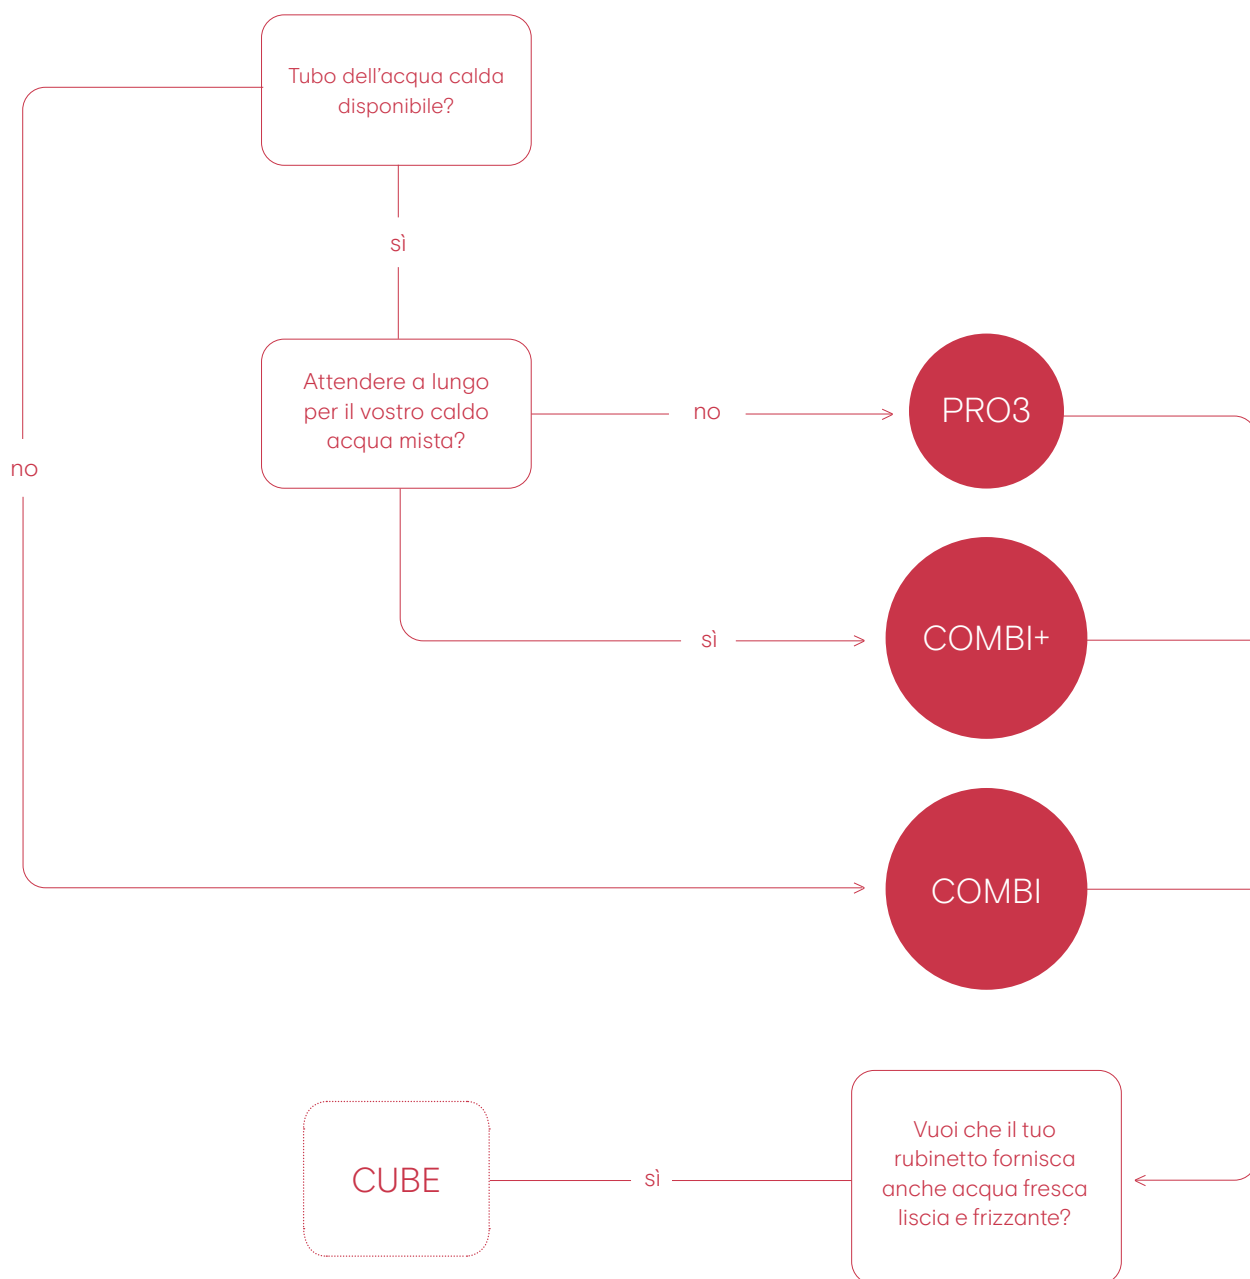 Tubo dell'acqua calda
disponibile?
sì
Attendere a lungo
per il vostro caldo
acqua mista?
no
PRO3
no
sì
COMBI+
COMBI
Vuoi che il tuo
rubinetto fornisca
anche acqua fresca
liscia e frizzante?
sì
CUBE